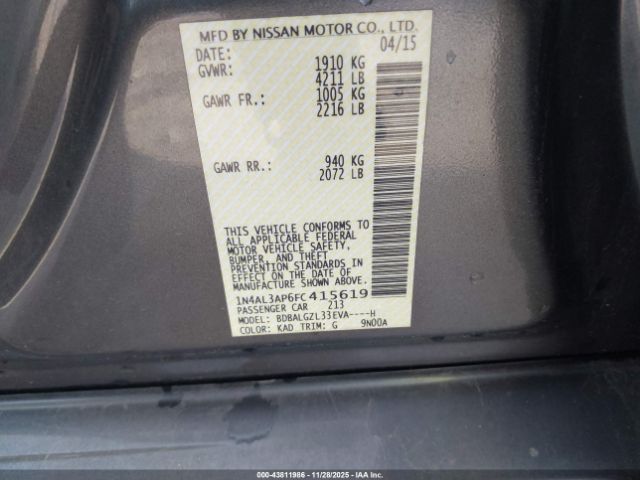 MFD BY NISSAN MOTOR CO., LTD.
DATE: 04/15
GVWR: 1910 KG
4211 LB
GAWR FR.: 1005 KG
2216 LB
GAWR RR.: 940 KG
2072 LB
THIS VEHICLE CONFORMS TO
ALL APPLICABLE FEDERAL
MOTOR VEHICLE SAFETY,
BUMPER, AND THEFT
PREVENTION STANDARDS IN
EFFECT ON THE DATE OF
MANUFACTURE SHOWN ABOVE.
1N4AL3AP6FC415619
PASSENGER CAR 213
MODEL: BDBALGZL33EVA----H
COLOR: KAD TRIM: G 9N00A
000-43811986 | 11/28/2025 | IAAI.CA